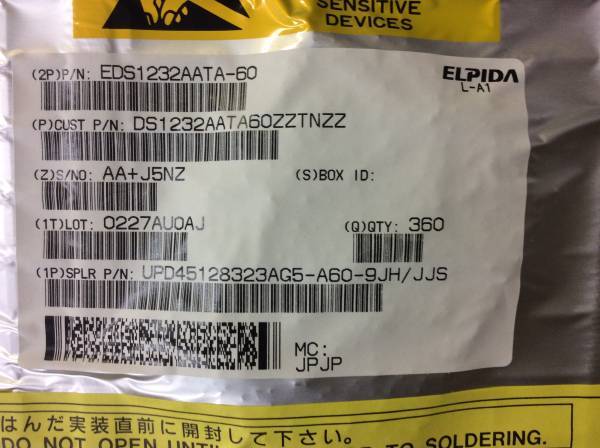 SENSITIVE
DEVICES
(2P)P/N: EDS1232AATA-60
ELPIDA
L-A1
(P)CUST P/N: DS1232AATA60ZZTNZZ
(Z)S/NO: AA+J5NZ
(S)BOX ID:
(1T)LOT: 0227AU0AJ
(Q)QTY: 360
(1P)SPLR P/N: UPD45128323AG5-A60-9JH/JJS
MC:
JPJP
はんだ実装直前に開封して下さい。
DO NOT OPEN UNTIL TO SOLDERING.